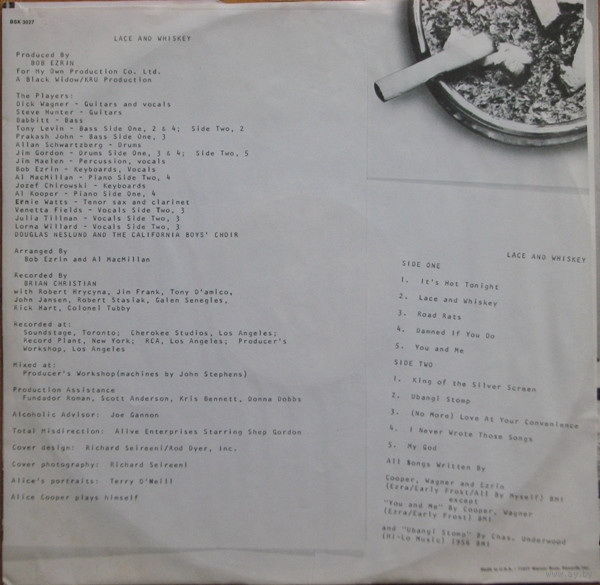 BSK 3027
LACE AND WHISKEY
Produced By
BOB EZRIN
for My Own Production Co. Ltd.
A Black Widow/KRU Production
The Players:
Dick Wagner - Guitars and vocals
Steve Hunter - Guitars
Babbitt - Bass
Tony Levin - Bass Side One, 2 & 4; Side Two, 2
Prakash John - Bass Side One, 3
Allan Schwartzberg - Drums
Jim Gordon - Drums Side One, 3 & 4; Side Two, 5
Jim Maelen - Percussion, vocals
Bob Ezrin - Keyboards, Vocals
Al MacMillan - Piano Side Two, 4
Jozef Chirowski - Keyboards
Al Kooper - Piano Side One, 4
Ernie Watts - Tenor sax and clarinet
Venetta Fields - Vocals Side Two, 3
Julia Tillman - Vocals Side Two, 3
Lorna Willard - Vocals Side Two, 3
DOUGLAS NESLUND AND THE CALIFORNIA BOYS' CHOIR
Arranged By
Bob Ezrin and Al MacMillan
Recorded By
BRIAN CHRISTIAN
with Robert Hrycyna, Jim Frank, Tony D'amico,
John Jansen, Robert Stasiak, Galen Senegles,
Rick Hart, Colonel Tubby
Recorded at:
Soundstage, Toronto; Cherokee Studios, Los Angeles;
Record Plant, New York; RCA, Los Angeles; Producer's
Workshop, Los Angeles
Mixed at:
Producer's Workshop(machines by John Stephens)
Production Assistance
Fundador Roman, Scott Anderson, Kris Bennett, Donna Dobbs
Alcoholic Advisor: Joe Gannon
Total Misdirection: Alive Enterprises Starring Shep Gordon
Cover design: Richard Seireeni/Rod Dyer, Inc.
Cover photography: Richard Seireeni
Alice's portraits: Terry O'Neill
Alice Cooper plays himself
LACE AND WHISKEY
SIDE ONE
1. It's Hot Tonight
2. Lace and Whiskey
3. Road Rats
4. Damned If You Do
5. You and Me
SIDE TWO
1. King of the Silver Screen
2. Ubangi Stomp
3. (No More) Love At Your Convenience
4. I Never Wrote Those Songs
5. My God
All Songs Written By
Cooper, Wagner and Ezrin
(Ezra/Early Frost/All By Myself) BMI
except
"You and Me" By Cooper, Wagner
(Ezra/Early Frost) BMI
and "Ubangi Stomp" By Chas. Underwood
(Hi-Lo Music) 1956 BMI
Made in U.S.A. 1977 Warner Bros. Records Inc.